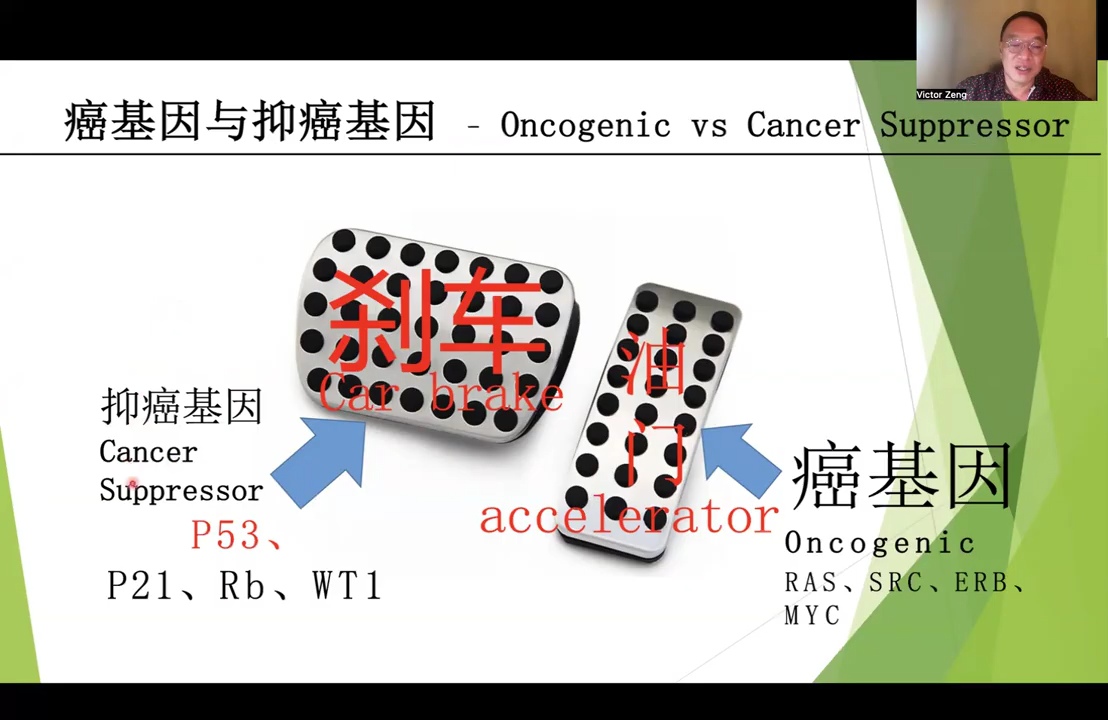 Victor Zeng
癌基因与抑癌基因 - Oncogenic vs Cancer Suppressor
刹车
Car brake
油
门
accelerator
抑癌基因
Cancer
Suppressor
P53、
P21、Rb、WT1
癌基因
Oncogenic
RAS、SRC、ERB、
MYC